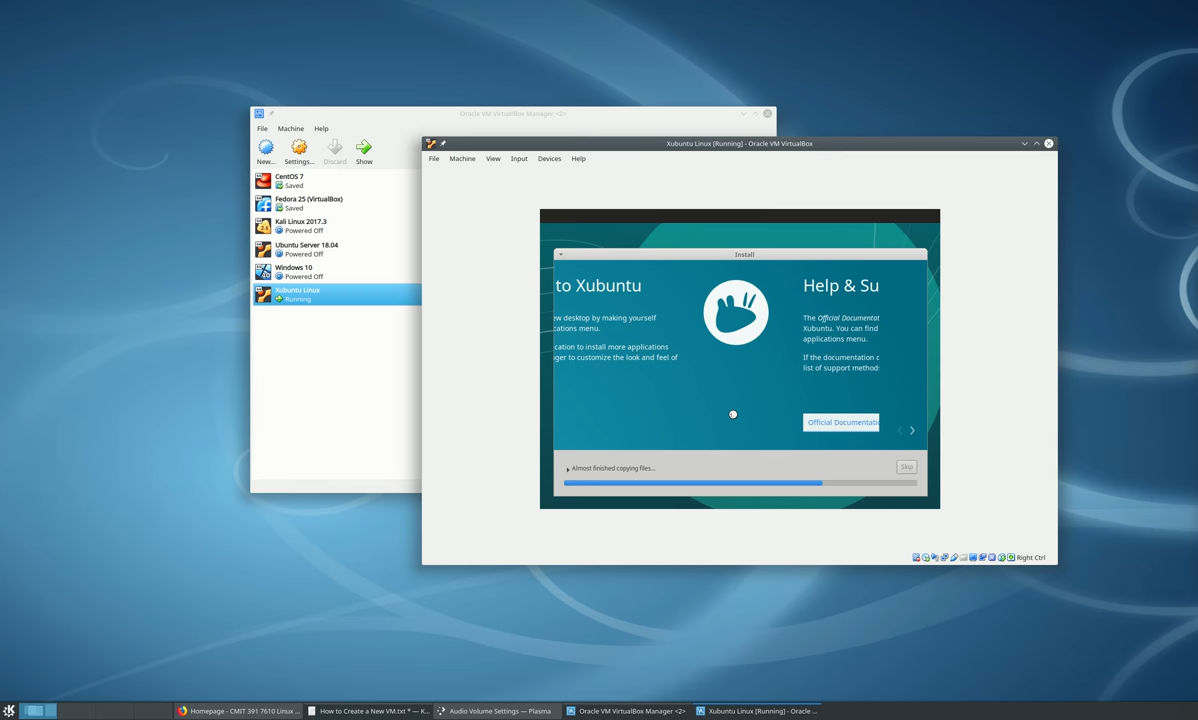 Oracle VM VirtualBox Manager <2>
File Machine Help
New... Settings... Discard Show
CentOS 7
Saved
Fedora 25 (VirtualBox)
Saved
Kali Linux 2017.3
Powered Off
Ubuntu Server 18.04
Powered Off
Windows 10
Powered Off
Xubuntu Linux
Running
Xubuntu Linux [Running] - Oracle VM VirtualBox
File Machine View Input Devices Help
Install
to Xubuntu
ew desktop by making yourself
cations menu.
cation to install more applications
ger to customize the look and feel of
Help & Su
The Official Documentat
Xubuntu. You can find
applications menu.
If the documentation c
list of support method
Official Documentatio
Almost finished copying files...
Skip
Right Ctrl
Homepage - CMIT 391 7610 Linux ...
How to Create a New VM.txt * — K...
Audio Volume Settings — Plasma
Oracle VM VirtualBox Manager <2>
Xubuntu Linux [Running] - Oracle ...